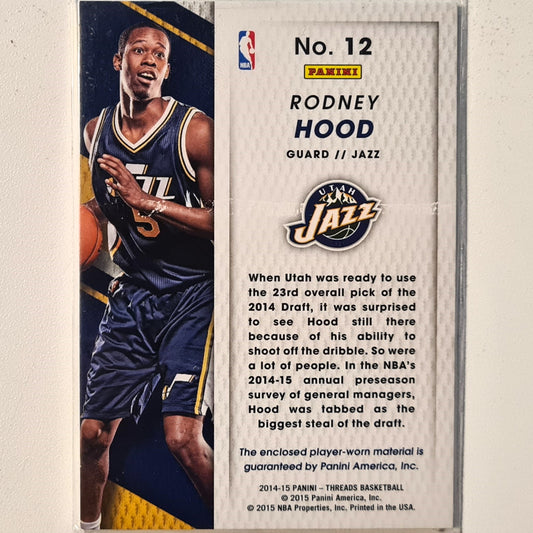 No. 12
NBA
PANINI
RODNEY
HOOD
GUARD // JAZZ
UTAH
JAZZ
JAZZ
5
When Utah was ready to use
the 23rd overall pick of the
2014 Draft, it was surprised
to see Hood still there
because of his ability to
shoot off the dribble. So were
a lot of people. In the NBA's
2014-15 annual preseason
survey of general managers,
Hood was tabbed as the
biggest steal of the draft.
The enclosed player-worn material is
guaranteed by Panini America, Inc.
2014-15 PANINI – THREADS BASKETBALL
© 2015 Panini America, Inc.
© 2015 NBA Properties, Inc. Printed in the USA.